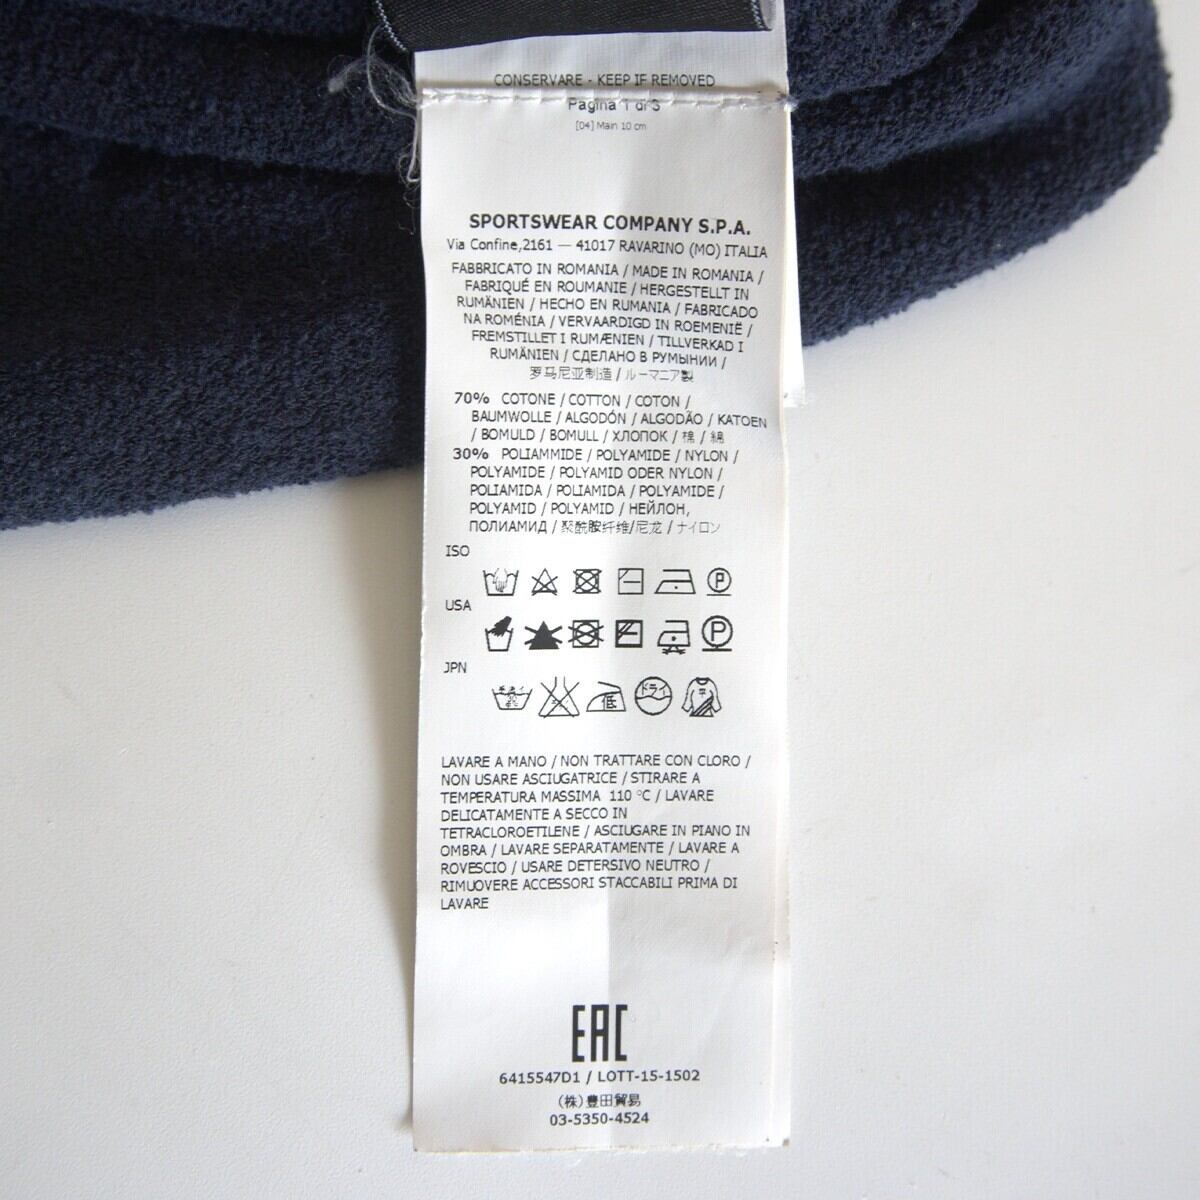 CONSERVARE - KEEP IF REMOVED
Pagina 1 di 3
[04] Main 10 cm
SPORTSWEAR COMPANY S.P.A.
Via Confine,2161 — 41017 RAVARINO (MO) ITALIA
FABBRICATO IN ROMANIA / MADE IN ROMANIA /
FABRIQUÉ EN ROUMANIE / HERGESTELLT IN
RUMÄNIEN / HECHO EN RUMANIA / FABRICADO
NA ROMÉNIA / VERVAARDIGD IN ROEMENIË /
FREMSTILLET I RUMÆNIEN / TILLVERKAD I
RUMÄNIEN / СДЕЛАНО В РУМЫНИИ /
罗马尼亚制造 / ルーマニア製
70% COTONE / COTTON / COTON /
BAUMWOLLE / ALGODÓN / ALGODÃO / KATOEN
/ BOMULD / BOMULL / ХЛОПОК / 棉 / 綿
30% POLIAMMIDE / POLYAMIDE / NYLON /
POLYAMIDE / POLYAMID ODER NYLON /
POLIAMIDA / POLIAMIDA / POLYAMIDE /
POLYAMID / POLYAMID / НЕЙЛОН,
ПОЛИАМИД / 聚酰胺纤维/尼龙 / ナイロン
ISO
P
USA
P
JPN
低 ドライ 平
LAVARE A MANO / NON TRATTARE CON CLORO /
NON USARE ASCIUGATRICE / STIRARE A
TEMPERATURA MASSIMA 110 °C / LAVARE
DELICATAMENTE A SECCO IN
TETRACLOROETILENE / ASCIUGARE IN PIANO IN
OMBRA / LAVARE SEPARATAMENTE / LAVARE A
ROVESCIO / USARE DETERSIVO NEUTRO /
RIMUOVERE ACCESSORI STACCABILI PRIMA DI
LAVARE
EAC
6415547D1 / LOTT-15-1502
(株)豊田貿易
03-5350-4524